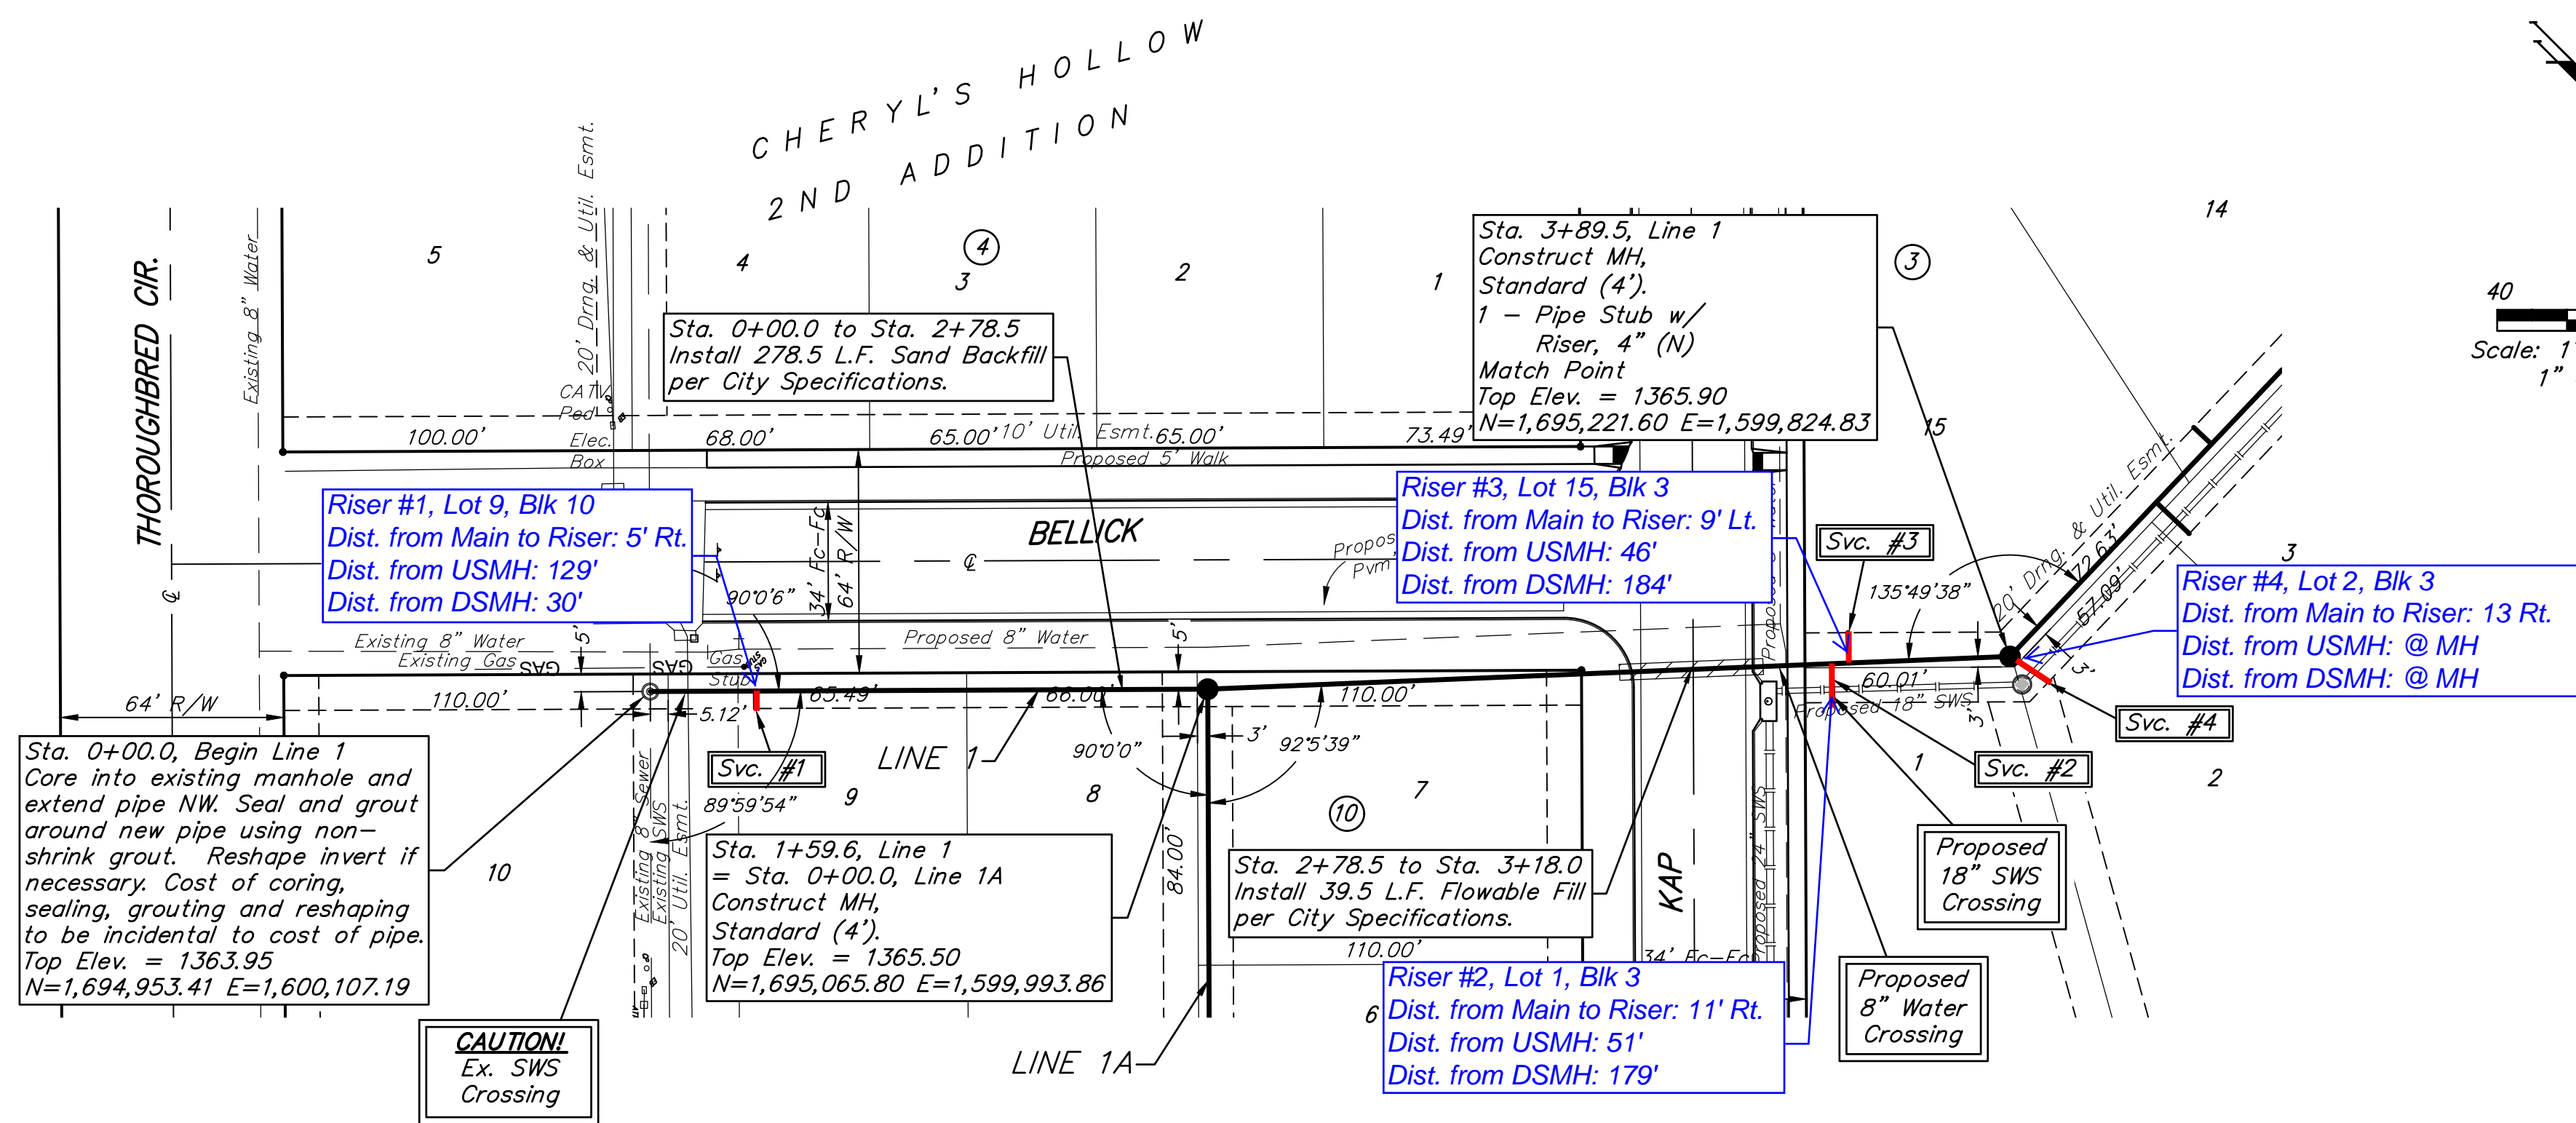 CHERYL'S HOLLOW
2ND ADDITION
THOROUGHBRED CIR.
Existing 8" Water
℄
64' R/W
5
20' Drng. & Util. Esmt.
4
4
3
2
1
3
14
15
CATV
Ped
Elec.
Box
100.00'
68.00'
65.00'
10' Util. Esmt.
65.00'
73.49'
Proposed 5' Walk
Sta. 0+00.0 to Sta. 2+78.5
Install 278.5 L.F. Sand Backfill
per City Specifications.
Sta. 3+89.5, Line 1
Construct MH,
Standard (4').
1 - Pipe Stub w/
Riser, 4" (N)
Match Point
Top Elev. = 1365.90
N=1,695,221.60 E=1,599,824.83
40
Scale: 1"
1"
Riser #1, Lot 9, Blk 10
Dist. from Main to Riser: 5' Rt.
Dist. from USMH: 129'
Dist. from DSMH: 30'
34' Fc-Fc
64' R/W
BELLICK
℄
Propos
Pvm
Riser #3, Lot 15, Blk 3
Dist. from Main to Riser: 9' Lt.
Dist. from USMH: 46'
Dist. from DSMH: 184'
Svc. #3
135°49'38"
20' Drng. & Util. Esmt.
72.63'
57.09'
3'
3
Riser #4, Lot 2, Blk 3
Dist. from Main to Riser: 13 Rt.
Dist. from USMH: @ MH
Dist. from DSMH: @ MH
90°0'6"
Existing 8" Water
Existing Gas
GAS
GAS
Gas
Stub
5'
Proposed 8" Water
5'
110.00'
5.12'
65.49'
66.00'
110.00'
60.01'
Proposed 18" SWS
3'
Svc. #4
Svc. #1
LINE 1
90°0'0"
3'
92°5'39"
89°59'54"
9
8
7
10
1
Svc. #2
2
Sta. 0+00.0, Begin Line 1
Core into existing manhole and
extend pipe NW. Seal and grout
around new pipe using non-
shrink grout.  Reshape invert if
necessary. Cost of coring,
sealing, grouting and reshaping
to be incidental to cost of pipe.
Top Elev. = 1363.95
N=1,694,953.41 E=1,600,107.19
10
Existing 8" Sewer
Existing SWS
20' Util. Esmt.
Sta. 1+59.6, Line 1
= Sta. 0+00.0, Line 1A
Construct MH,
Standard (4').
Top Elev. = 1365.50
N=1,695,065.80 E=1,599,993.86
84.00'
Sta. 2+78.5 to Sta. 3+18.0
Install 39.5 L.F. Flowable Fill
per City Specifications.
110.00'
KAP
34' Fc-Fc
Proposed 24" SWS
Proposed
18" SWS
Crossing
Proposed
8" Water
Crossing
6
Riser #2, Lot 1, Blk 3
Dist. from Main to Riser: 11' Rt.
Dist. from USMH: 51'
Dist. from DSMH: 179'
LINE 1A
CAUTION!
Ex. SWS
Crossing